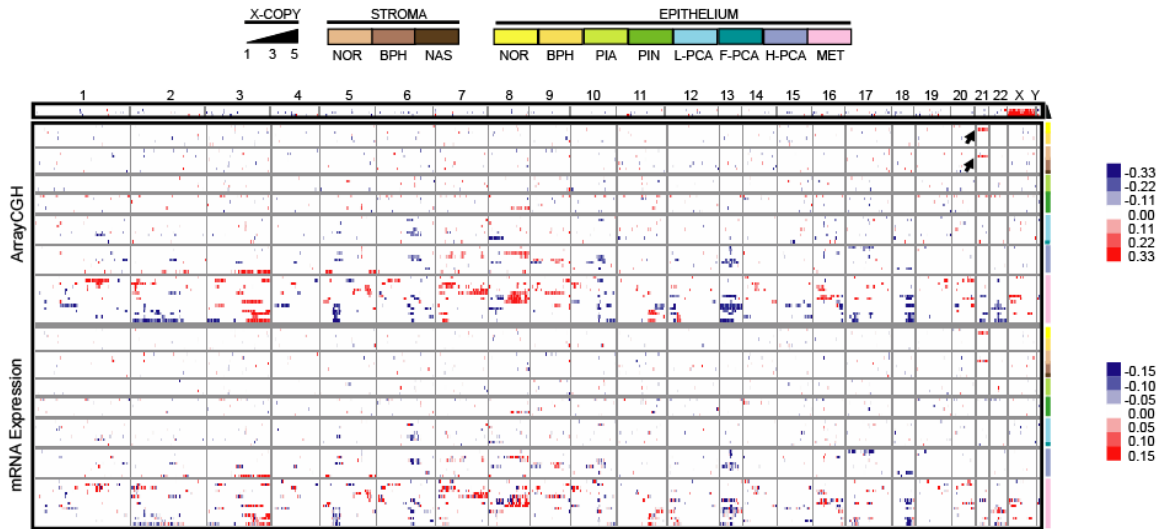 X-COPY STROMA EPITHELIUM
1 3 5 NOR BPH NAS NOR BPH PIA PIN L-PCA F-PCA H-PCA MET
1 2 3 4 5 6 7 8 9 10 11 12 13 14 15 16 17 18 19 20 21 22 X Y
ArrayCGH
-0.33
-0.22
-0.11
0.00
0.11
0.22
0.33
mRNA Expression
-0.15
-0.10
-0.05
0.00
0.05
0.10
0.15